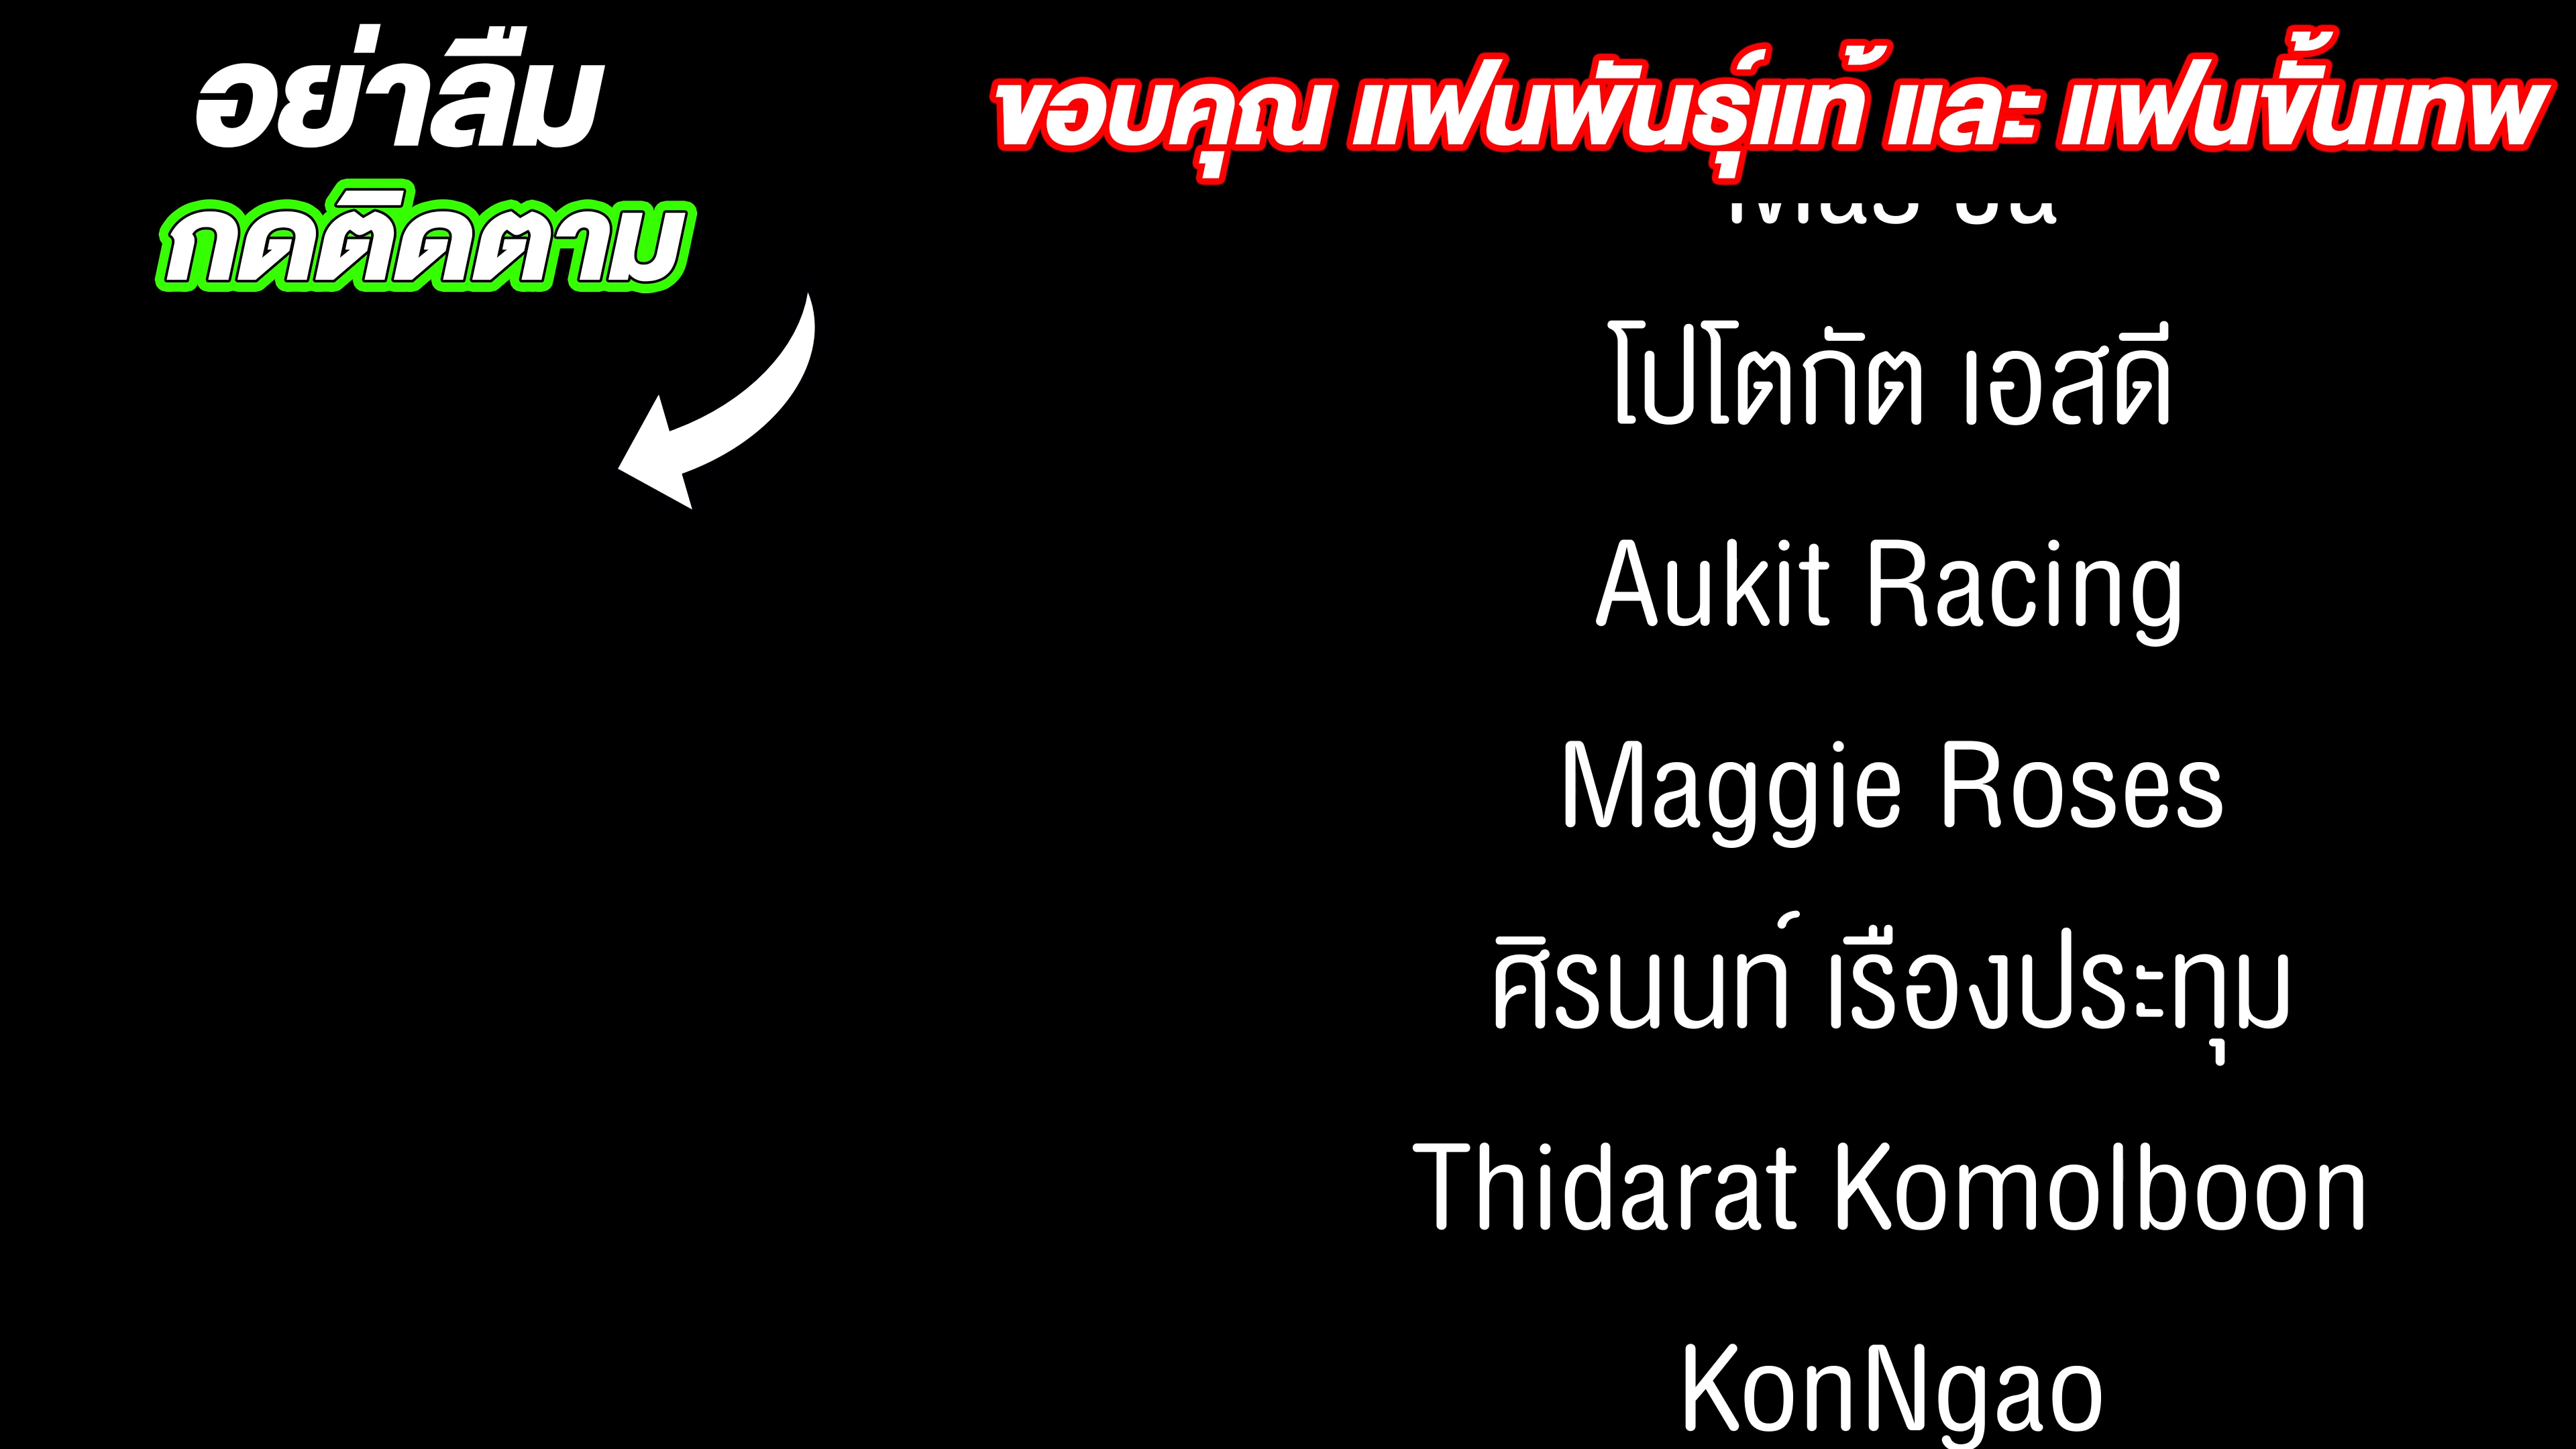 อย่าลืม
กดติดตาม
ขอบคุณ แฟนพันธุ์แท้ และ แฟนขั้นเทพ
โปโตกัต เอสดี
Aukit Racing
Maggie Roses
ศิรนนท์ เรืองประทุม
Thidarat Komolboon
KonNgao